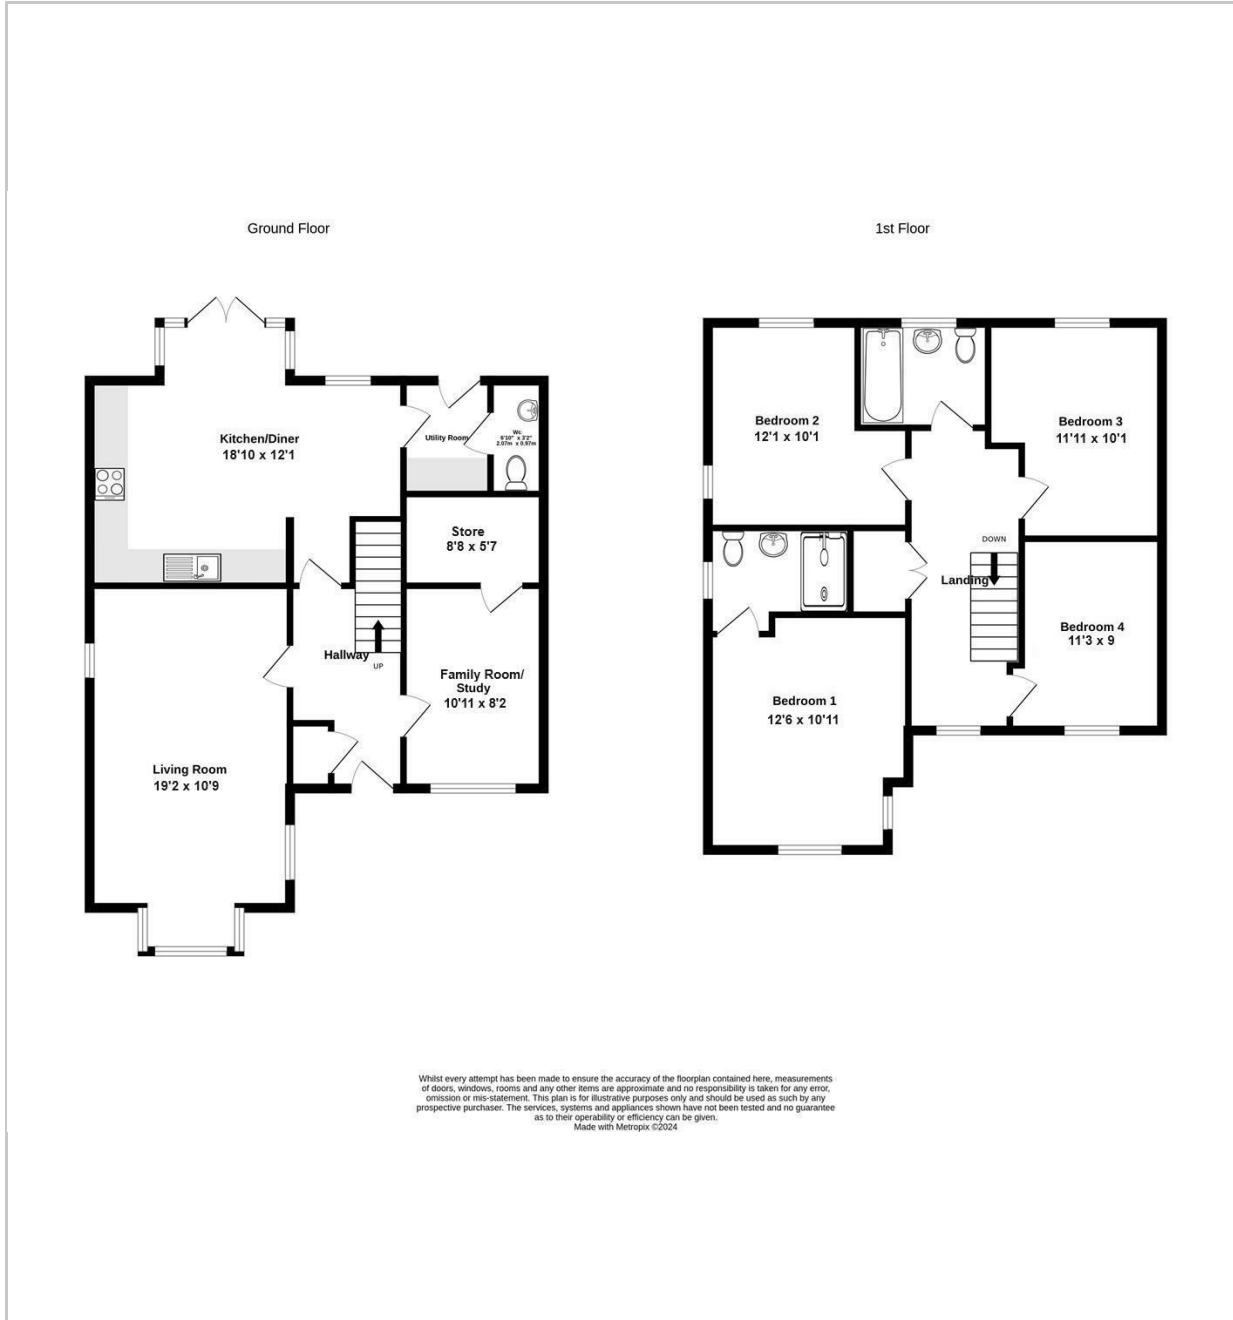 Ground Floor
Kitchen/Diner
18'10 x 12'1
Utility Room
Wc
6'10" x 3'2"
2.07m x 0.97m
Store
8'8 x 5'7
Hallway
UP
Family Room/
Study
10'11 x 8'2
Living Room
19'2 x 10'9
1st Floor
Bedroom 2
12'1 x 10'1
Bedroom 3
11'11 x 10'1
DOWN
Landing
Bedroom 4
11'3 x 9
Bedroom 1
12'6 x 10'11
Whilst every attempt has been made to ensure the accuracy of the floorplan contained here, measurements
of doors, windows, rooms and any other items are approximate and no responsibility is taken for any error,
omission or mis-statement. This plan is for illustrative purposes only and should be used as such by any
prospective purchaser. The services, systems and appliances shown have not been tested and no guarantee
as to their operability or efficiency can be given.
Made with Metropix ©2024